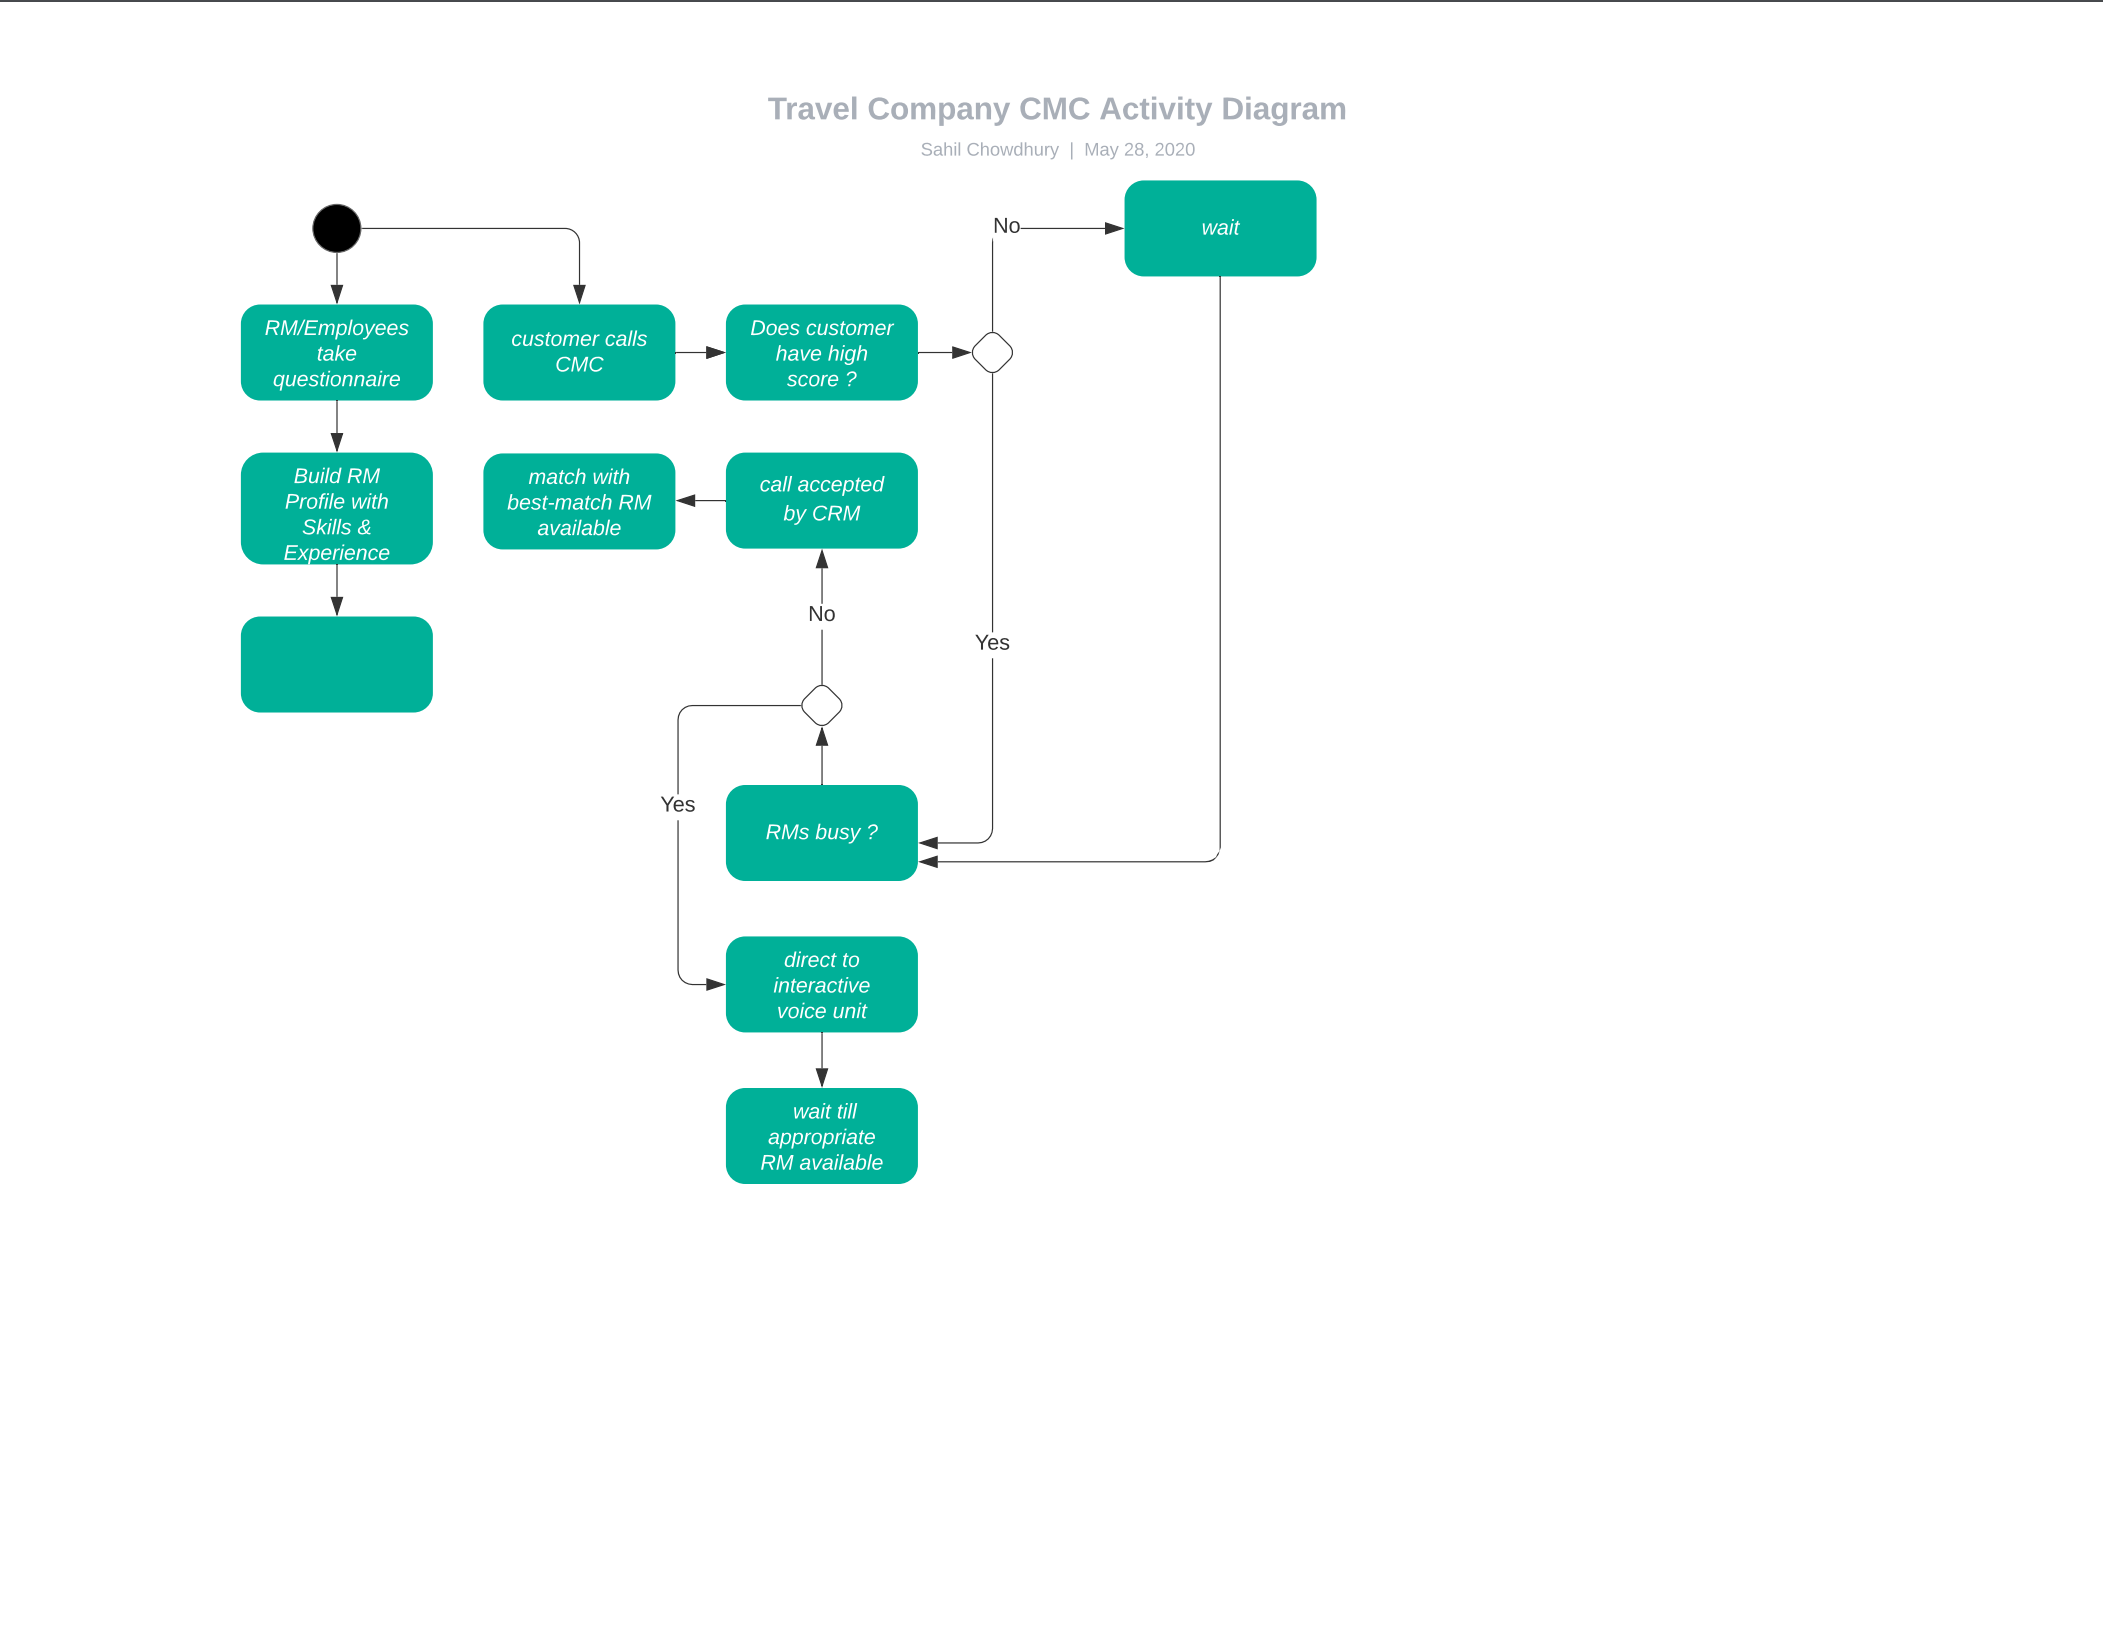 Travel Company CMC Activity Diagram
Sahil Chowdhury | May 28, 2020
No
wait
RM/Employees
take
questionnaire
customer calls
CMC
Does customer
have high
score ?
Build RM
Profile with
Skills &
Experience
match with
best-match RM
available
call accepted
by CRM
No
Yes
Yes
RMs busy ?
direct to
interactive
voice unit
wait till
appropriate
RM available